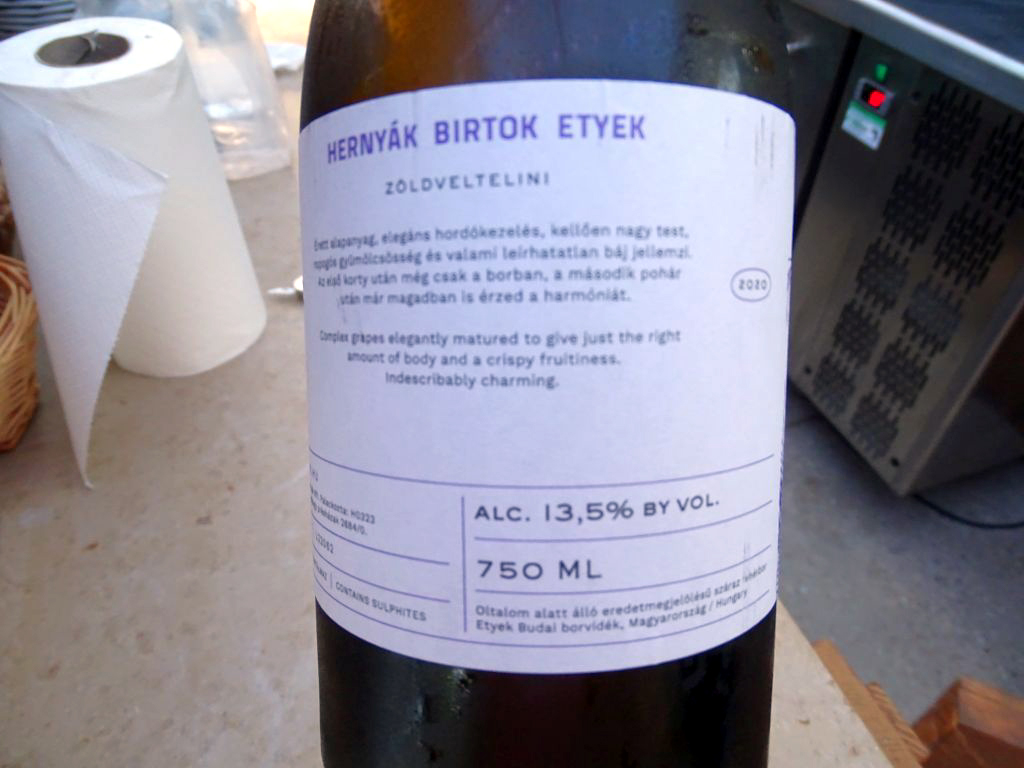 HERNYÁK BIRTOK ETYEK
ZÖLDVELTELINI
Érett alapanyag, elegáns hordókezelés, kellően nagy test,
ropogós gyümölcsösség és valami leírhatatlan báj jellemzi.
Az első korty után még csak a borban, a második pohár
után már magadban is érzed a harmóniát.
2020
Complex grapes elegantly matured to give just the right
amount of body and a crispy fruitiness.
Indescribably charming.
CONTAINS SULPHITES
ALC. 13,5% BY VOL.
750 ML
Oltalom alatt álló eredetmegjelölésű száraz fehérbor
Etyek Budai borvidék, Magyarország / Hungary